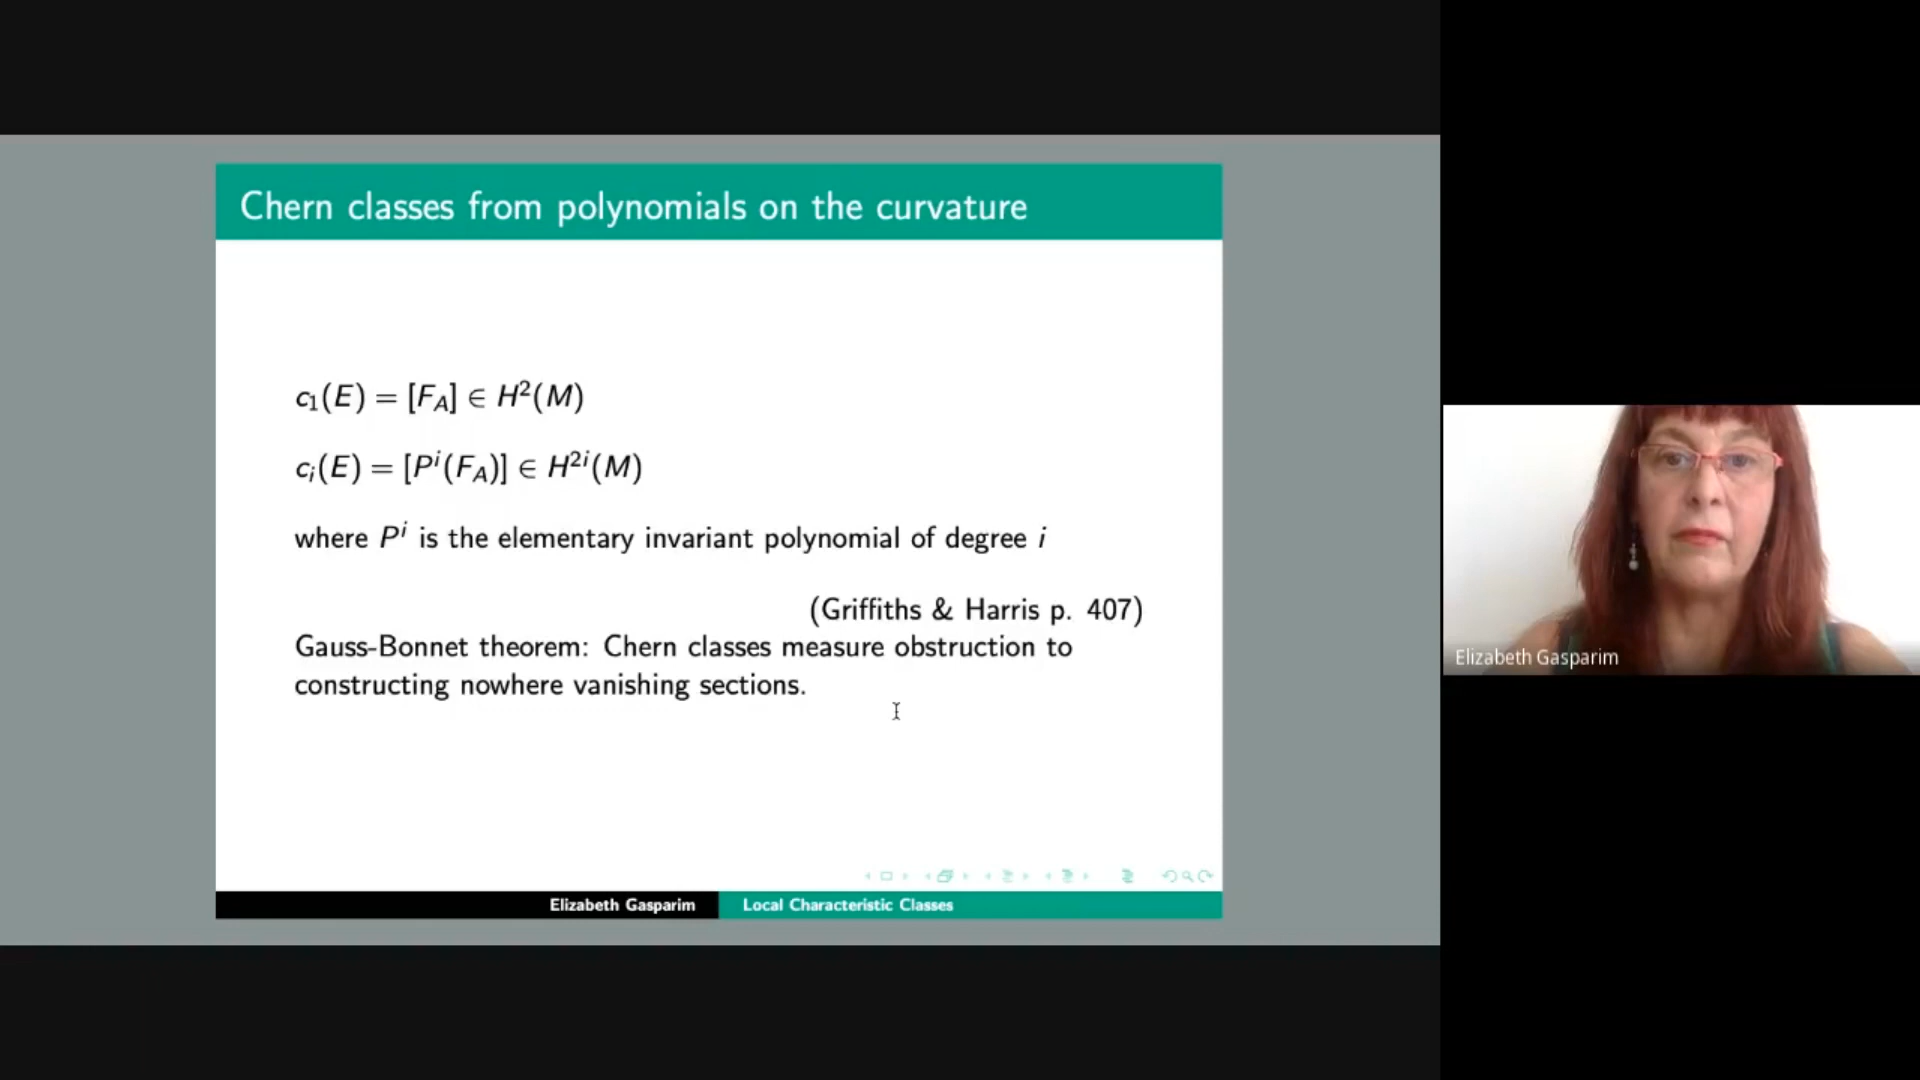 Chern classes from polynomials on the curvature
c₁(E) = [F_A] ∈ H²(M)
cᵢ(E) = [Pⁱ(F_A)] ∈ H²ⁱ(M)
where Pⁱ is the elementary invariant polynomial of degree i
(Griffiths & Harris p. 407)
Gauss-Bonnet theorem: Chern classes measure obstruction to
constructing nowhere vanishing sections.
Elizabeth Gasparim
Local Characteristic Classes
Elizabeth Gasparim